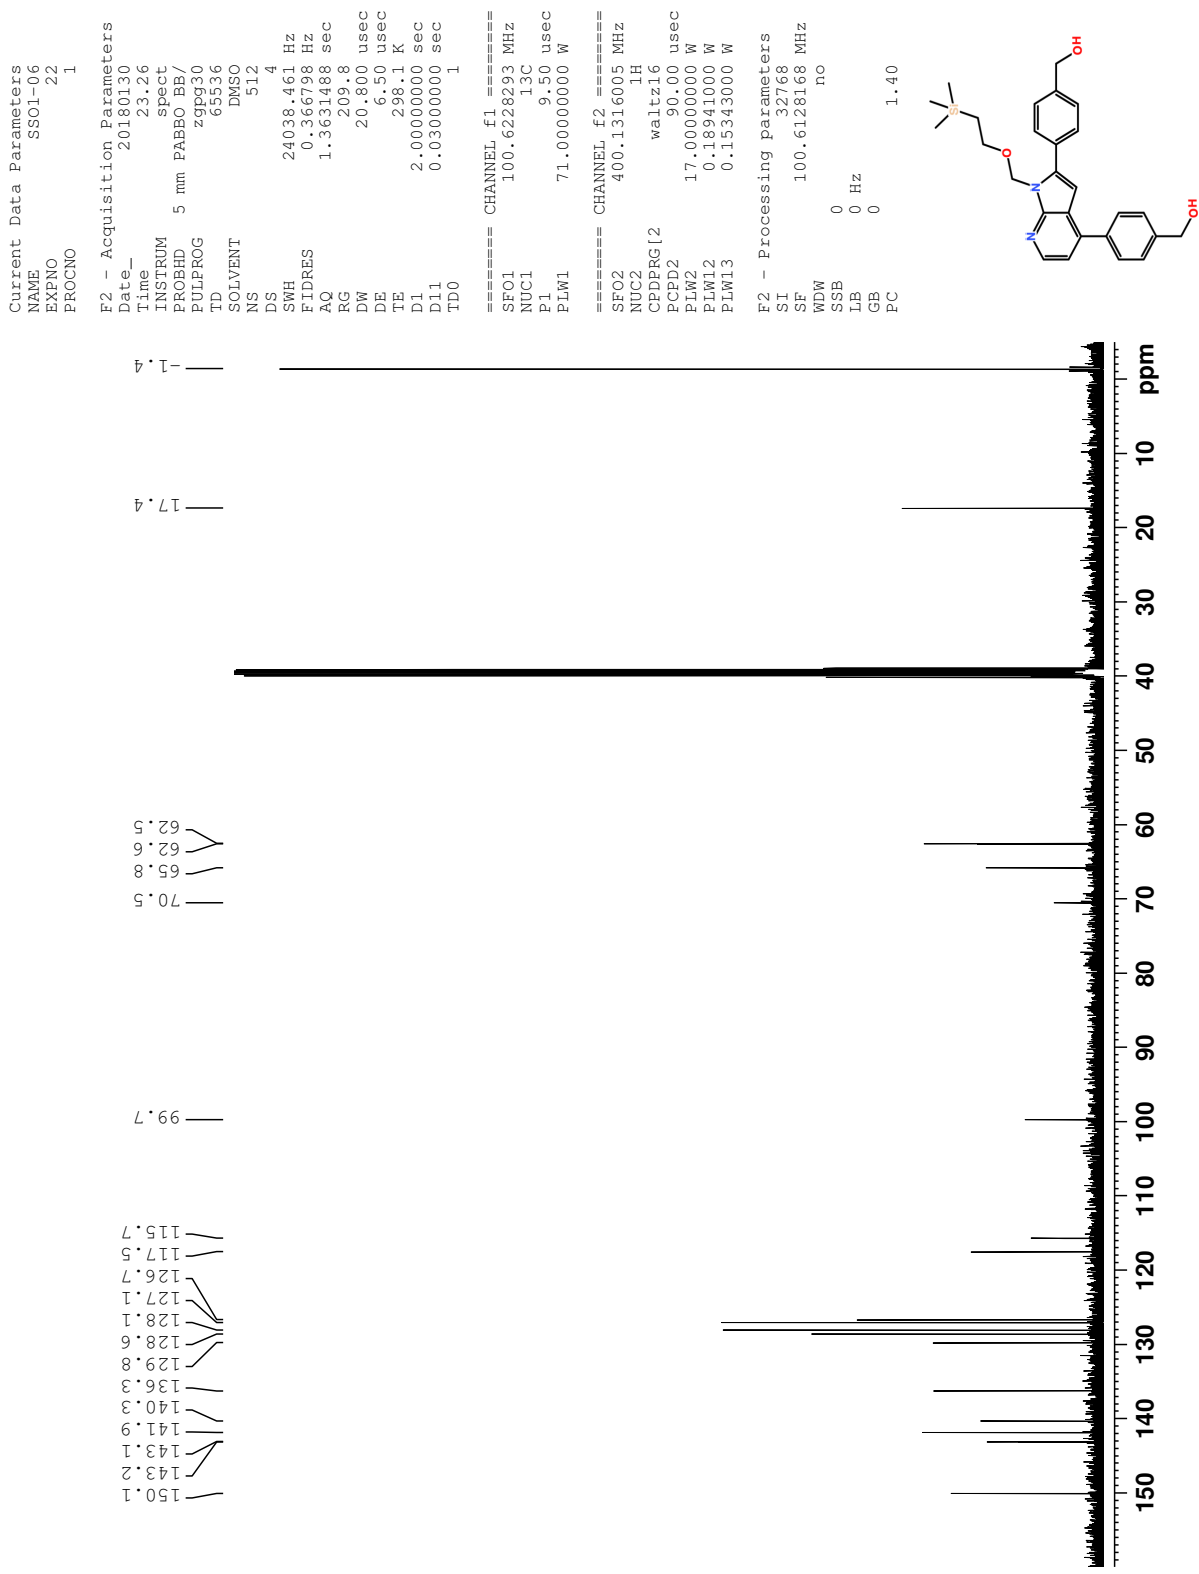 Current Data Parameters
NAME SSO1-06
EXPNO 22
PROCNO 1
F2 - Acquisition Parameters
Date_ 20180130
Time 23.26
INSTRUM spect
PROBHD 5 mm PABBO BB/
PULPROG zgpg30
TD 65536
SOLVENT DMSO
NS 512
DS 4
SWH 24038.461 Hz
FIDRES 0.366798 Hz
AQ 1.3631488 sec
RG 209.8
DW 20.800 usec
DE 6.50 usec
TE 298.1 K
D1 2.00000000 sec
D11 0.03000000 sec
TD0 1
======== CHANNEL f1 ========
SFO1 100.6228293 MHz
NUC1 13C
P1 9.50 usec
PLW1 71.00000000 W
======== CHANNEL f2 ========
SFO2 400.1316005 MHz
NUC2 1H
CPDPRG[2 waltz16
PCPD2 90.00 usec
PLW2 17.00000000 W
PLW12 0.18941000 W
PLW13 0.15343000 W
F2 - Processing parameters
SI 32768
SF 100.6128168 MHz
WDW no
SSB 0
LB 0 Hz
GB 0
PC 1.40
Si
O
N
N
OH
OH
150.1
143.2
143.1
141.9
140.3
136.3
129.8
128.6
128.1
127.1
126.7
117.5
115.7
99.7
70.5
65.8
62.6
62.5
17.4
-1.4
150 140 130 120 110 100 90 80 70 60 50 40 30 20 10 ppm